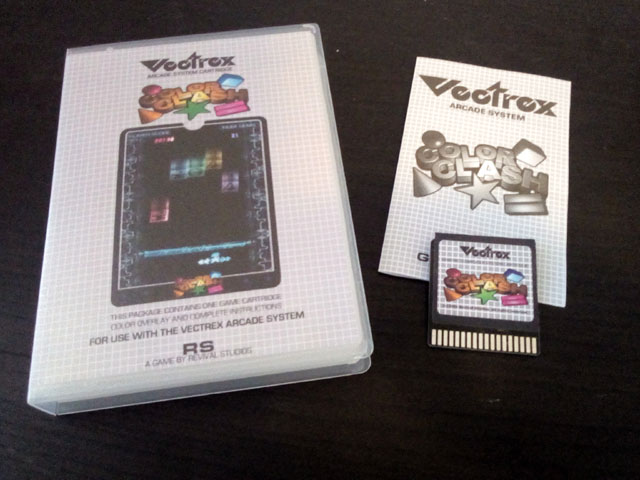 Vectrex
ARCADE SYSTEM CARTRIDGE
COLOR
CLASH
THIS PACKAGE CONTAINS ONE GAME CARTRIDGE
COLOR OVERLAY AND COMPLETE INSTRUCTIONS
FOR USE WITH THE VECTREX ARCADE SYSTEM
RS
A GAME BY REVIVAL STUDIOS
Vectrex
ARCADE SYSTEM
COLOR
CLASH
G
Vectrex
COLOR
CLASH